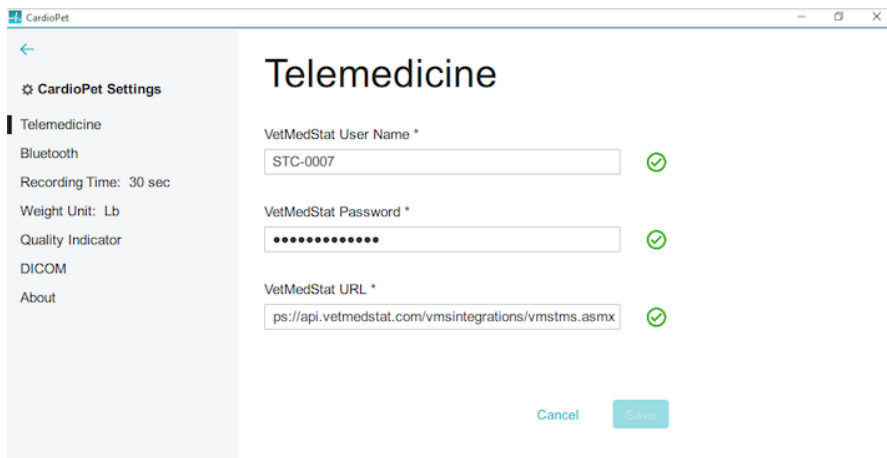 CardioPet
CardioPet Settings
Telemedicine
Bluetooth
Recording Time: 30 sec
Weight Unit: Lb
Quality Indicator
DICOM
About
Telemedicine
VetMedStat User Name *
STC-0007
VetMedStat Password *
●●●●●●●●●●●●●
VetMedStat URL *
ps://api.vetmedstat.com/vmsintegrations/vmstms.asmx
Cancel
Save